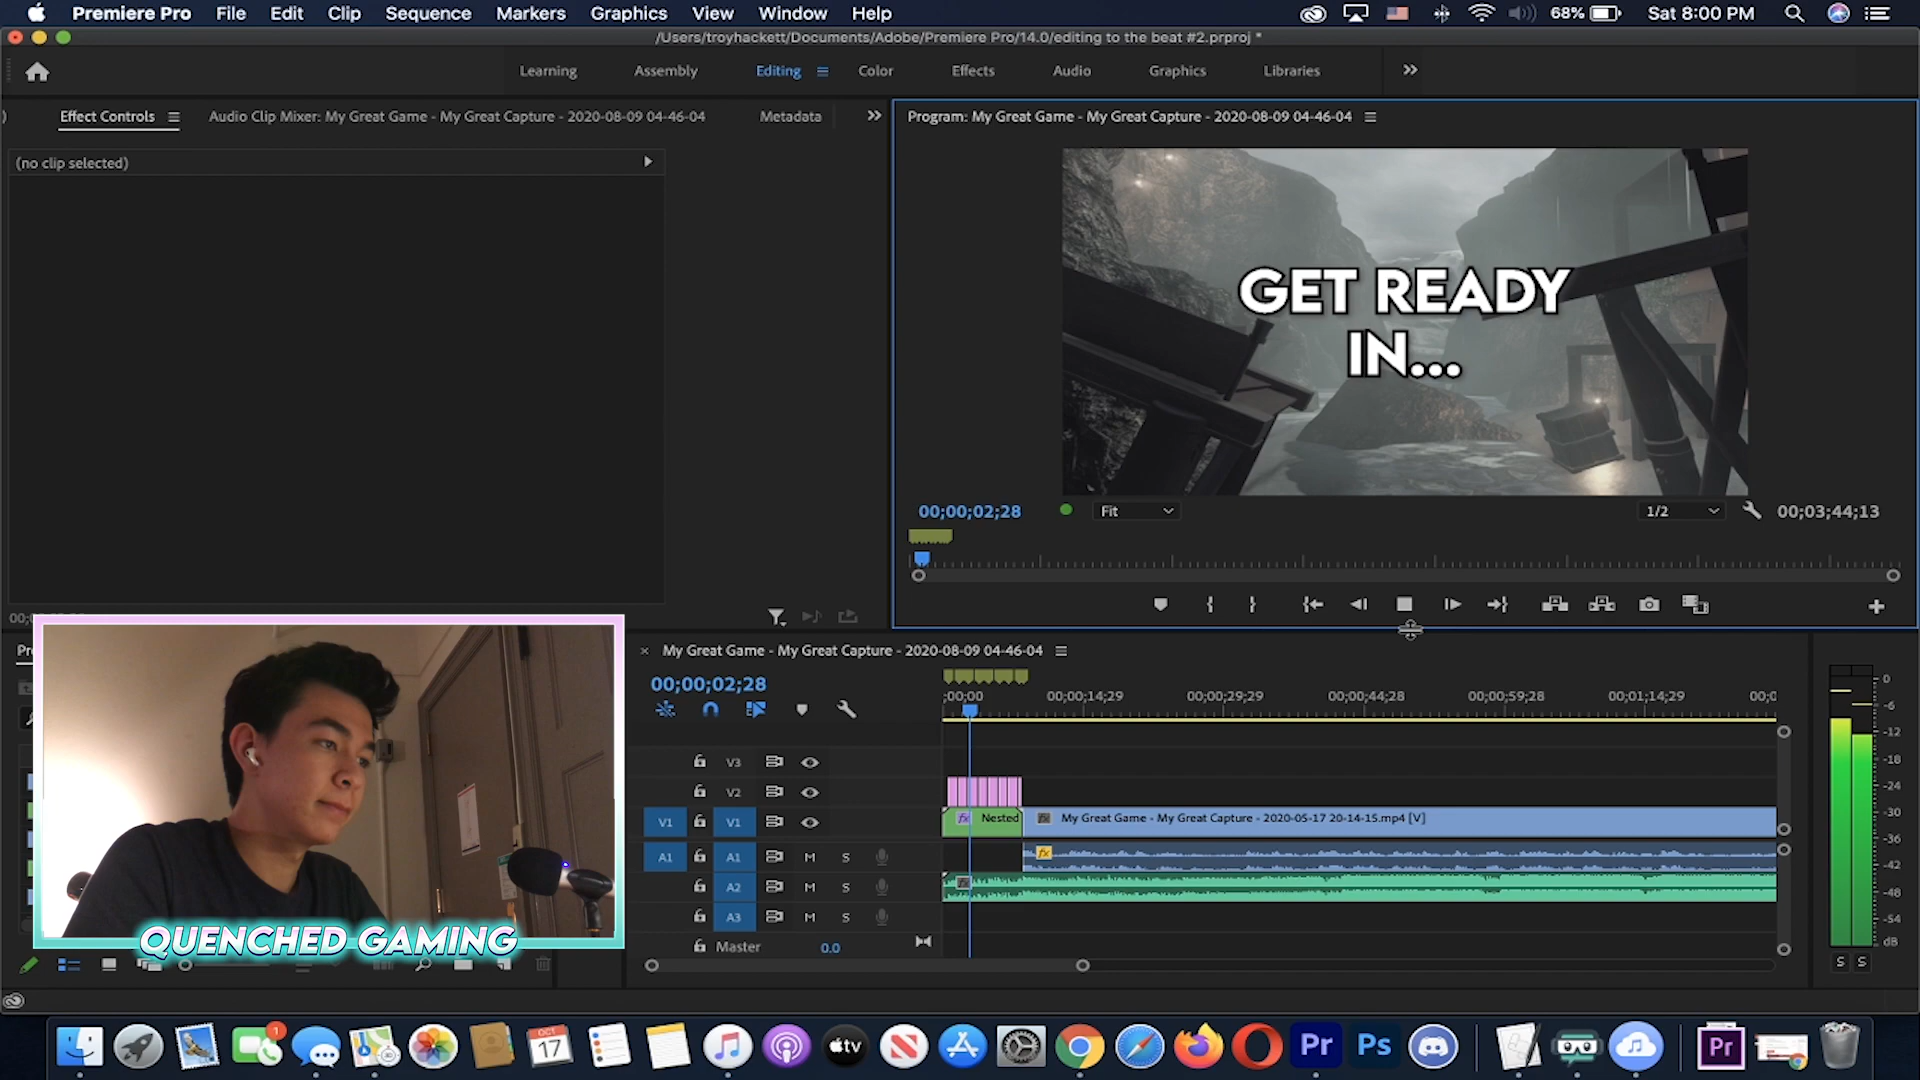 Premiere Pro File Edit Clip Sequence Markers Graphics View Window Help 68% Sat 8:00 PM
/Users/troyhackett/Documents/Adobe/Premiere Pro/14.0/editing to the beat #2.prproj *
Learning Assembly Editing Color Effects Audio Graphics Libraries
Effect Controls Audio Clip Mixer: My Great Game - My Great Capture - 2020-08-09 04-46-04 Metadata
Program: My Great Game - My Great Capture - 2020-08-09 04-46-04
(no clip selected)
GET READY
IN...
00;00;02;28 Fit 1/2 00;03;44;13
My Great Game - My Great Capture - 2020-08-09 04-46-04
00;00;02;28
;00;00 00;00;14;29 00;00;29;29 00;00;44;28 00;00;59;28 00;01;14;29
V3
V2
V1 V1 fx Nested My Great Game - My Great Capture - 2020-05-17 20-14-15.mp4 [V]
A1 A1 M S fx
A2 M S
A3 M S
Master 0.0
0
-6
-12
-18
-24
-30
-36
-42
-48
-54
dB
S S
QUENCHED GAMING
1
OCT
17
tv
Pr
Ps
Pr